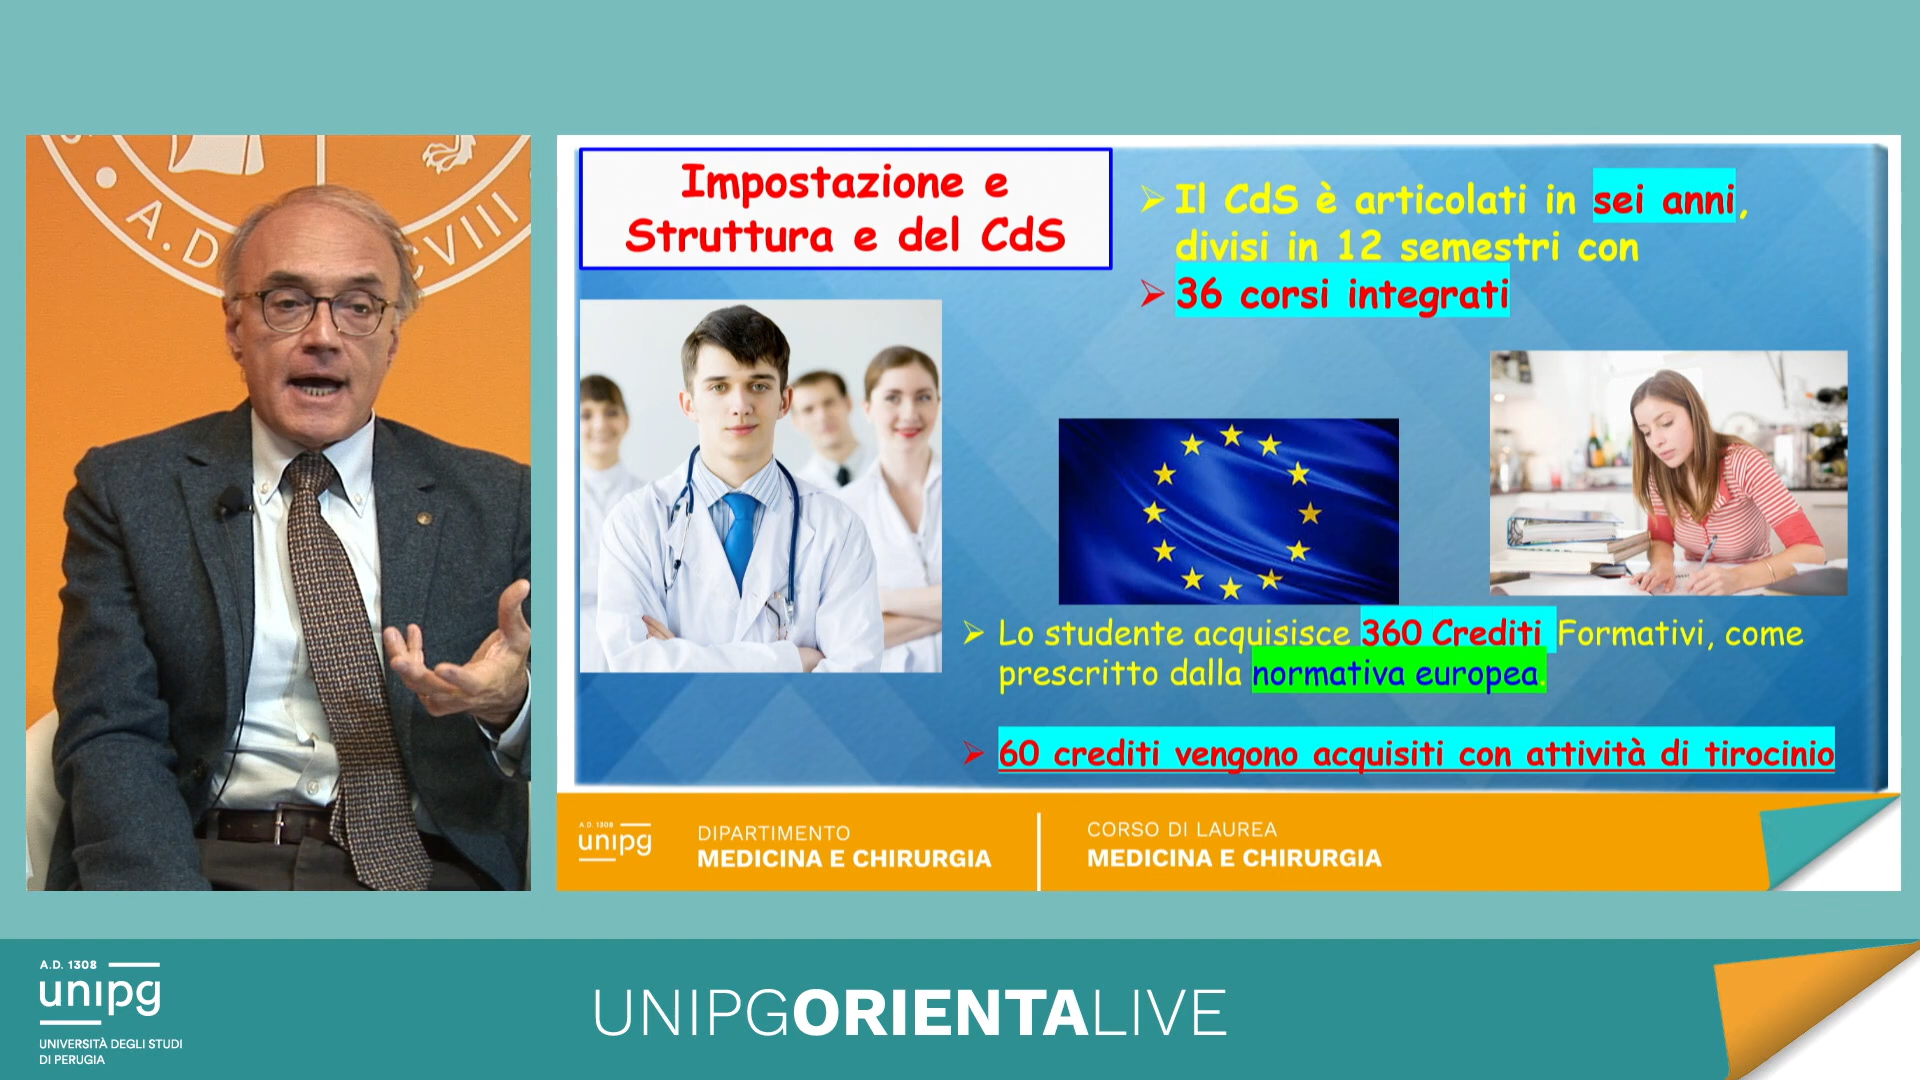 A.D.
CVIII
Impostazione e
Struttura e del CdS
Il CdS è articolati in sei anni,
divisi in 12 semestri con
36 corsi integrati
Lo studente acquisisce 360 Crediti Formativi, come
prescritto dalla normativa europea.
60 crediti vengono acquisiti con attività di tirocinio
A.D. 1308
unipg
DIPARTIMENTO
MEDICINA E CHIRURGIA
CORSO DI LAUREA
MEDICINA E CHIRURGIA
A.D. 1308
unipg
UNIVERSITÀ DEGLI STUDI
DI PERUGIA
UNIPGORIENTALIVE